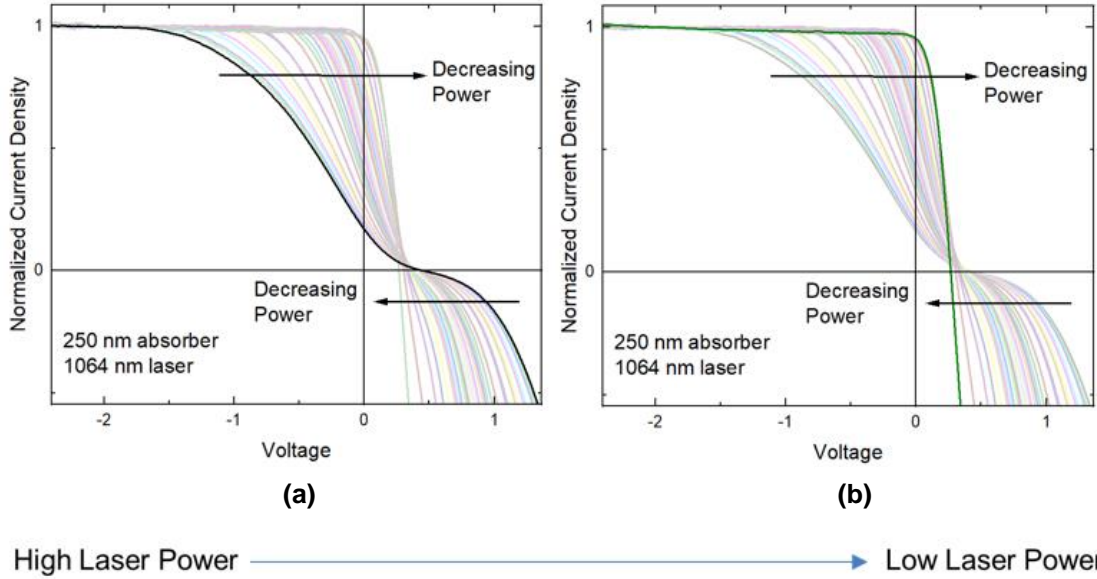 Normalized Current Density
1
0
Decreasing
Power
Decreasing
Power
250 nm absorber
1064 nm laser
-2
-1
0
1
Voltage
(a)
Normalized Current Density
1
0
Decreasing
Power
Decreasing
Power
250 nm absorber
1064 nm laser
-2
-1
0
1
Voltage
(b)
High Laser Power
Low Laser Power